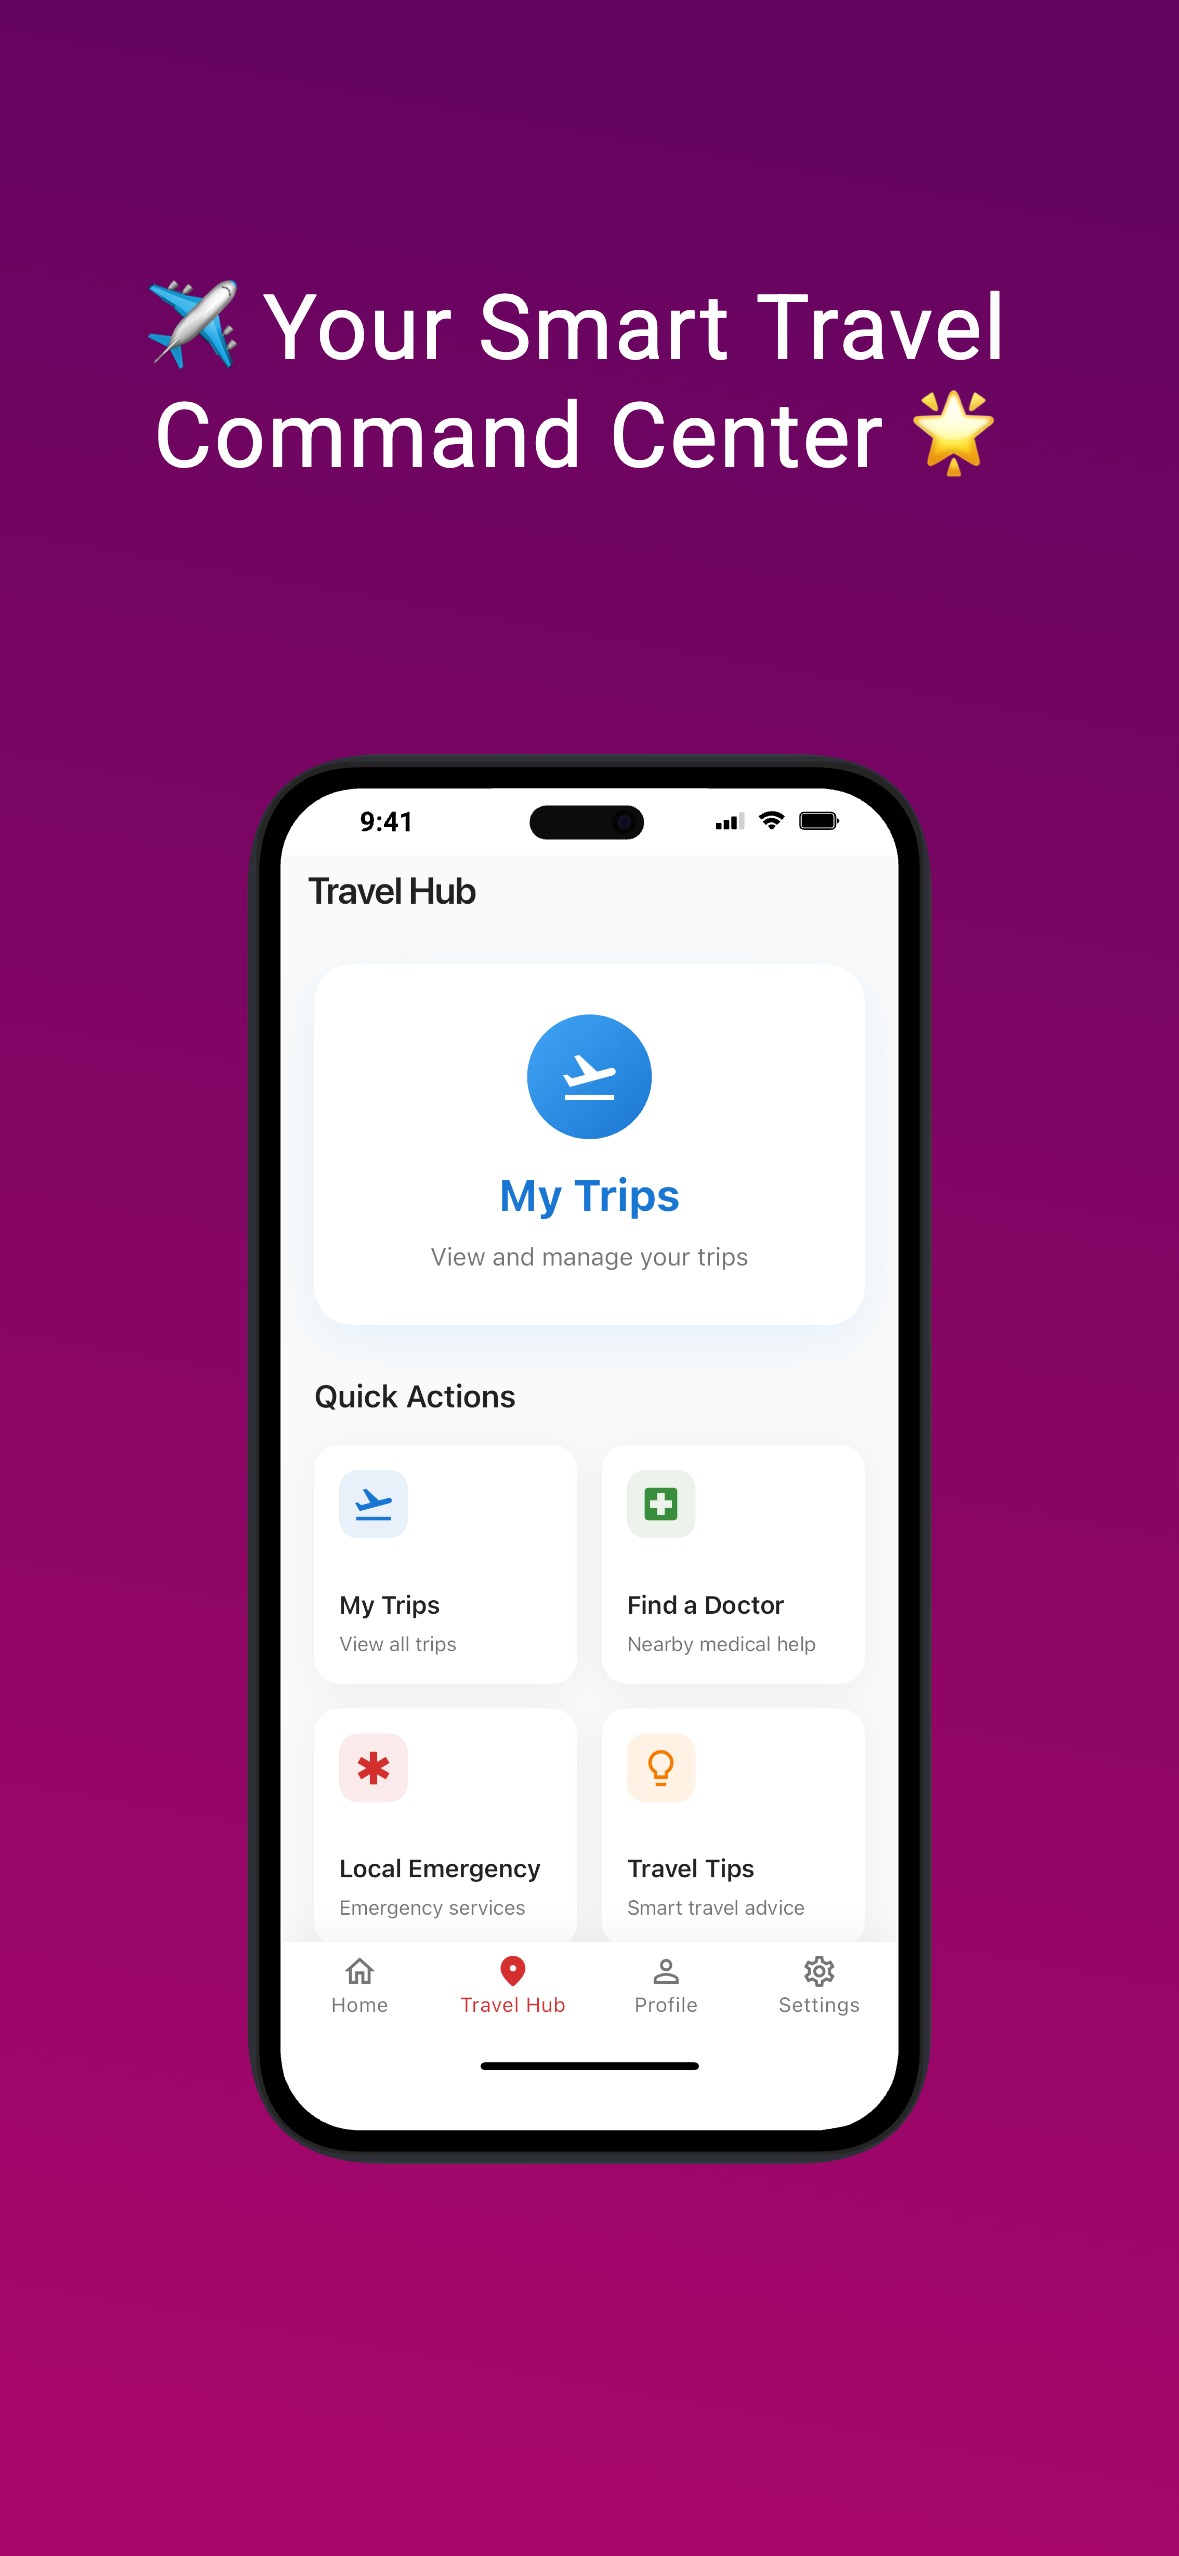 ✈️ Your Smart Travel
Command Center 🌟
9:41
Travel Hub
My Trips
View and manage your trips
Quick Actions
My Trips
View all trips
Find a Doctor
Nearby medical help
Local Emergency
Emergency services
Travel Tips
Smart travel advice
Home
Travel Hub
Profile
Settings